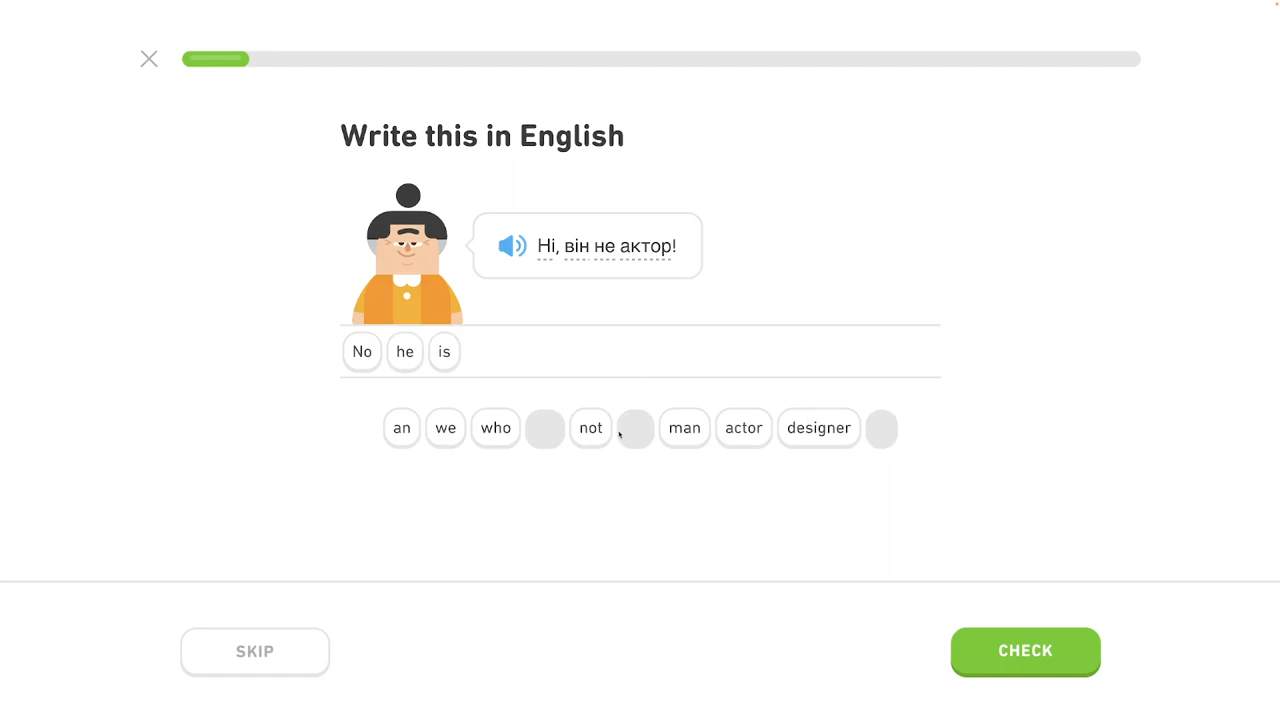 Write this in English
Ні, він не актор!
No he is
an we who not man actor designer
SKIP CHECK